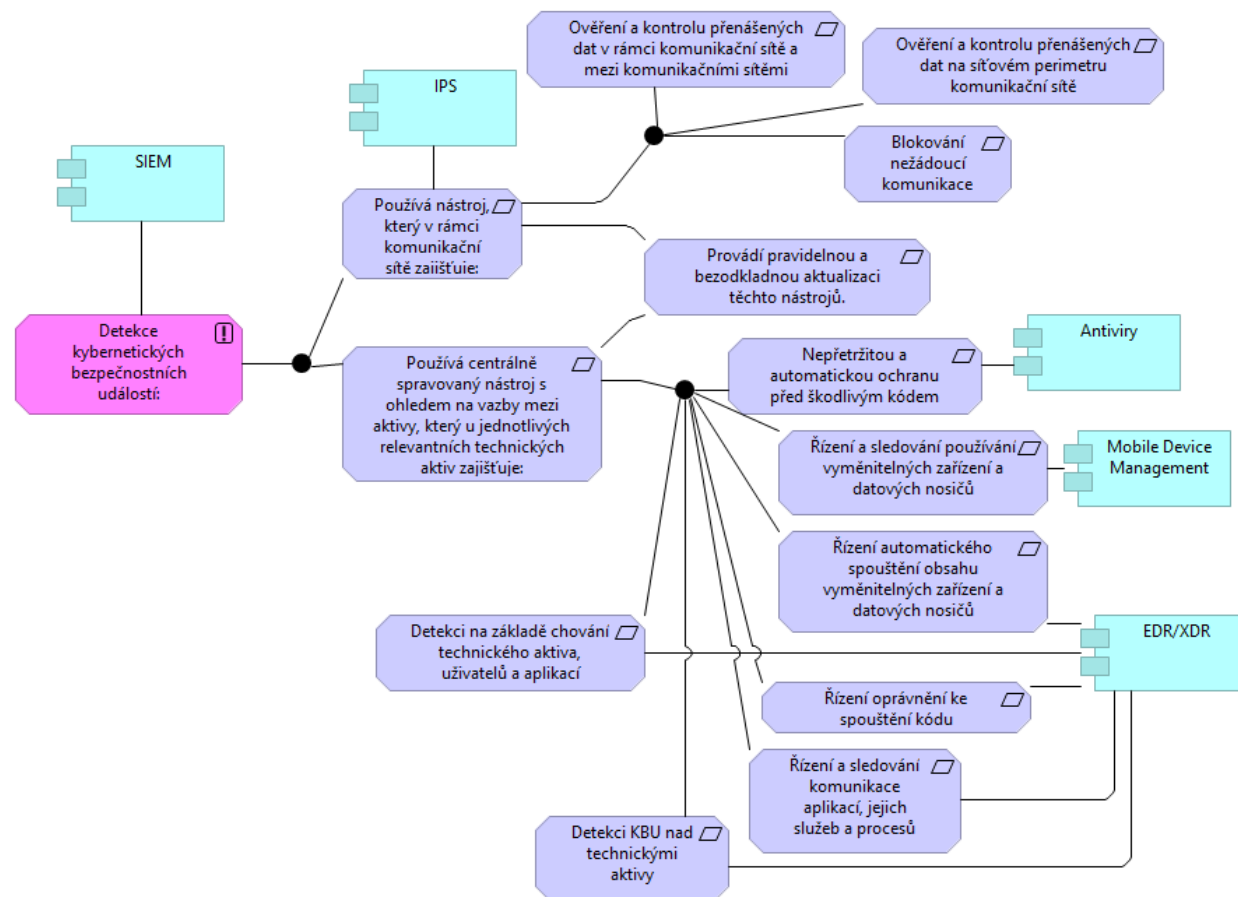 Ověření a kontrolu přenášených
dat v rámci komunikační sítě a
mezi komunikačními sítěmi
Ověření a kontrolu přenášených
dat na síťovém perimetru
komunikační sítě
IPS
Blokování
nežádoucí
komunikace
SIEM
Používá nástroj,
který v rámci
komunikační
sítě zajišťuje:
Provádí pravidelnou a
bezodkladnou aktualizaci
těchto nástrojů.
Detekce
kybernetických
bezpečnostních
událostí:
Používá centrálně
spravovaný nástroj s
ohledem na vazby mezi
aktivy, který u jednotlivých
relevantních technických
aktiv zajišťuje:
Nepřetržitou a
automatickou ochranu
před škodlivým kódem
Antiviry
Řízení a sledování používání
vyměnitelných zařízení a
datových nosičů
Mobile Device
Management
Řízení automatického
spouštění obsahu
vyměnitelných zařízení a
datových nosičů
Detekci na základě chování
technického aktiva,
uživatelů a aplikací
EDR/XDR
Řízení oprávnění ke
spouštění kódu
Řízení a sledování
komunikace
aplikací, jejich
služeb a procesů
Detekci KBU nad
technickými
aktivy